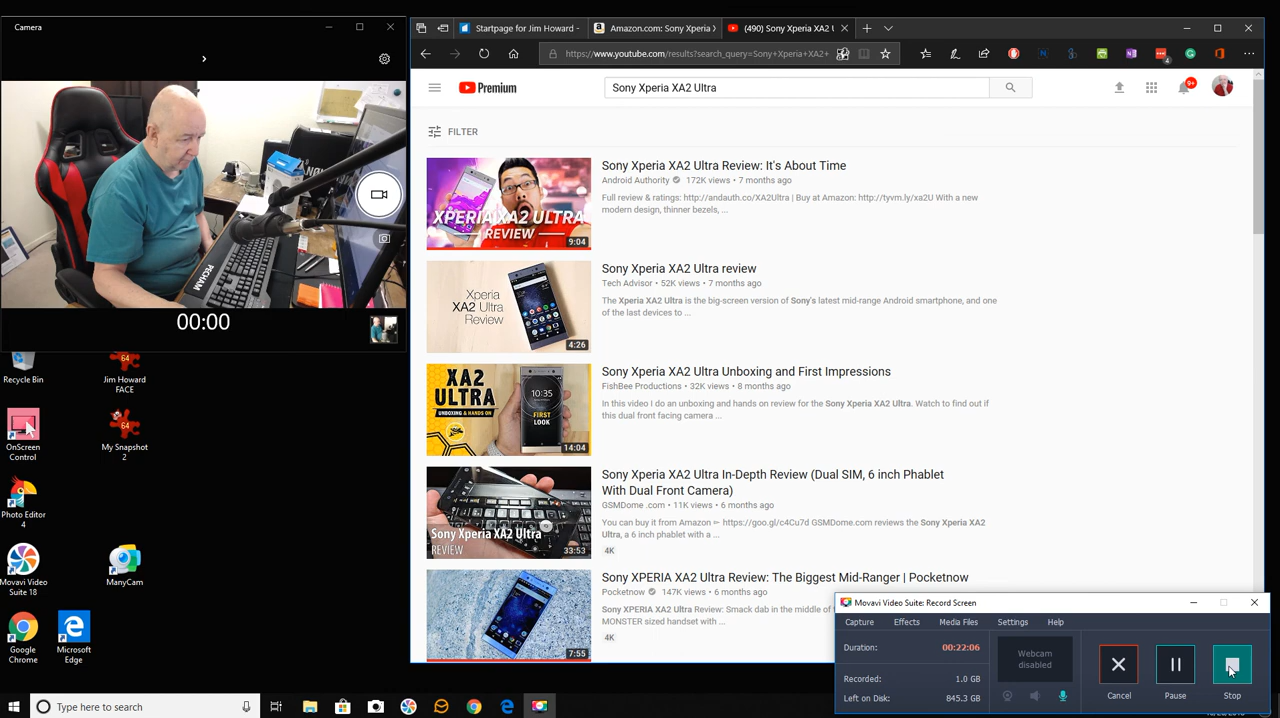 Camera
RECHAM
00:00
Recycle Bin
Jim Howard
FACE
OnScreen
Control
My Snapshot
2
Photo Editor
4
Movavi Video
Suite 18
ManyCam
Google
Chrome
Microsoft
Edge
Startpage for Jim Howard -
Amazon.com: Sony Xperia X
(490) Sony Xperia XA2 U
https://www.youtube.com/results?search_query=Sony+Xperia+XA2+
Premium
Sony Xperia XA2 Ultra
9+
FILTER
XPERIA XA2 ULTRA
REVIEW
9:04
Sony Xperia XA2 Ultra Review: It's About Time
Android Authority 172K views • 7 months ago
Full review & ratings: http://andauth.co/XA2Ultra | Buy at Amazon: http://tyvm.ly/xa2U With a new
modern design, thinner bezels, ...
Xperia
XA2 Ultra
Review
4:26
Sony Xperia XA2 Ultra review
Tech Advisor • 52K views • 7 months ago
The Xperia XA2 Ultra is the big-screen version of Sony's latest mid-range Android smartphone, and one
of the last devices to ...
XA2
ULTRA
UNBOXING & HANDS ON
10:35
FIRST
LOOK
14:04
Sony Xperia XA2 Ultra Unboxing and First Impressions
FishBee Productions • 32K views • 8 months ago
In this video I do an unboxing and hands on review for the Sony Xperia XA2 Ultra. Watch to find out if
this dual front facing camera ...
Sony Xperia XA2 Ultra
REVIEW
33:53
Sony Xperia XA2 Ultra In-Depth Review (Dual SIM, 6 inch Phablet
With Dual Front Camera)
GSMDome .com • 11K views • 6 months ago
You can buy it from Amazon ➳ https://goo.gl/c4Cu7d GSMDome.com reviews the Sony Xperia XA2
Ultra, a 6 inch phablet with a ...
4K
7:55
Sony XPERIA XA2 Ultra Review: The Biggest Mid-Ranger | Pocketnow
Pocketnow 147K views • 6 months ago
Sony XPERIA XA2 Ultra Review: Smack dab in the middle of
MONSTER sized handset with ...
4K
Movavi Video Suite: Record Screen
Capture Effects Media Files Settings Help
Duration: 00:22:06
Recorded: 1.0 GB
Left on Disk: 845.3 GB
Webcam
disabled
Cancel
Pause
Stop
Type here to search